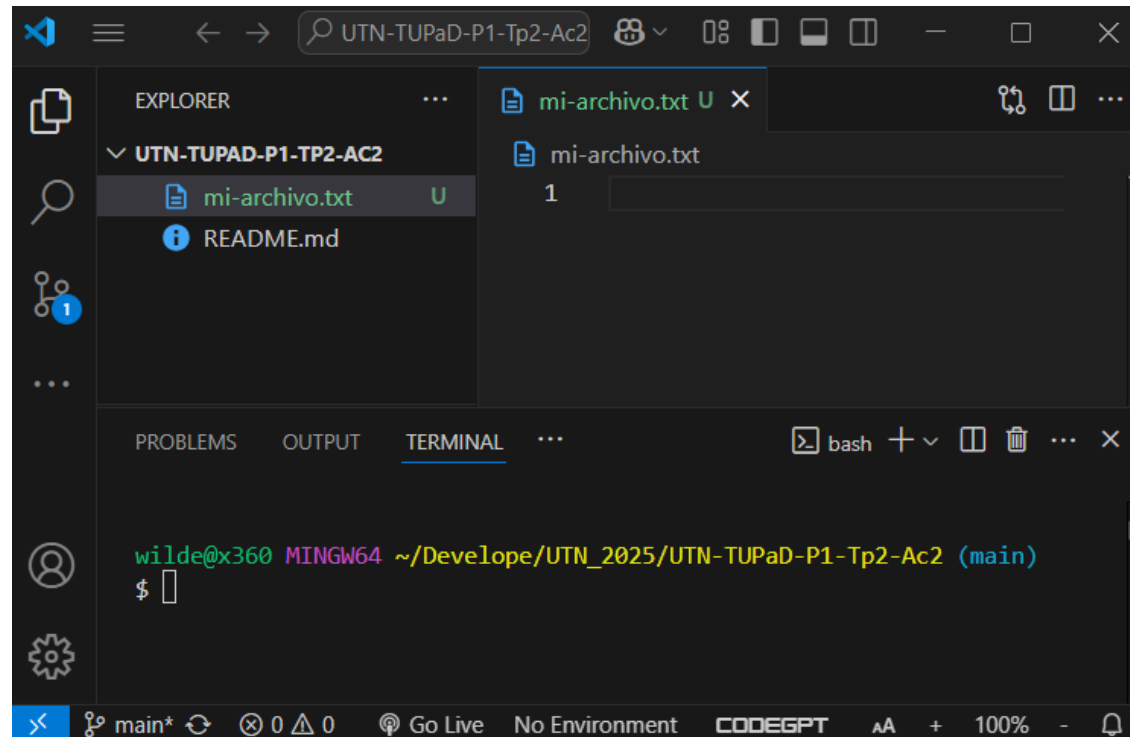 UTN-TUPaD-P1-Tp2-Ac2
EXPLORER ...
UTN-TUPAD-P1-TP2-AC2
mi-archivo.txt U
README.md
1
mi-archivo.txt U
mi-archivo.txt
1
PROBLEMS OUTPUT TERMINAL ... bash
wilde@x360 MINGW64 ~/Develope/UTN_2025/UTN-TUPaD-P1-Tp2-Ac2 (main)
$
main* 0 0 Go Live No Environment CODEGPT AA + 100% -